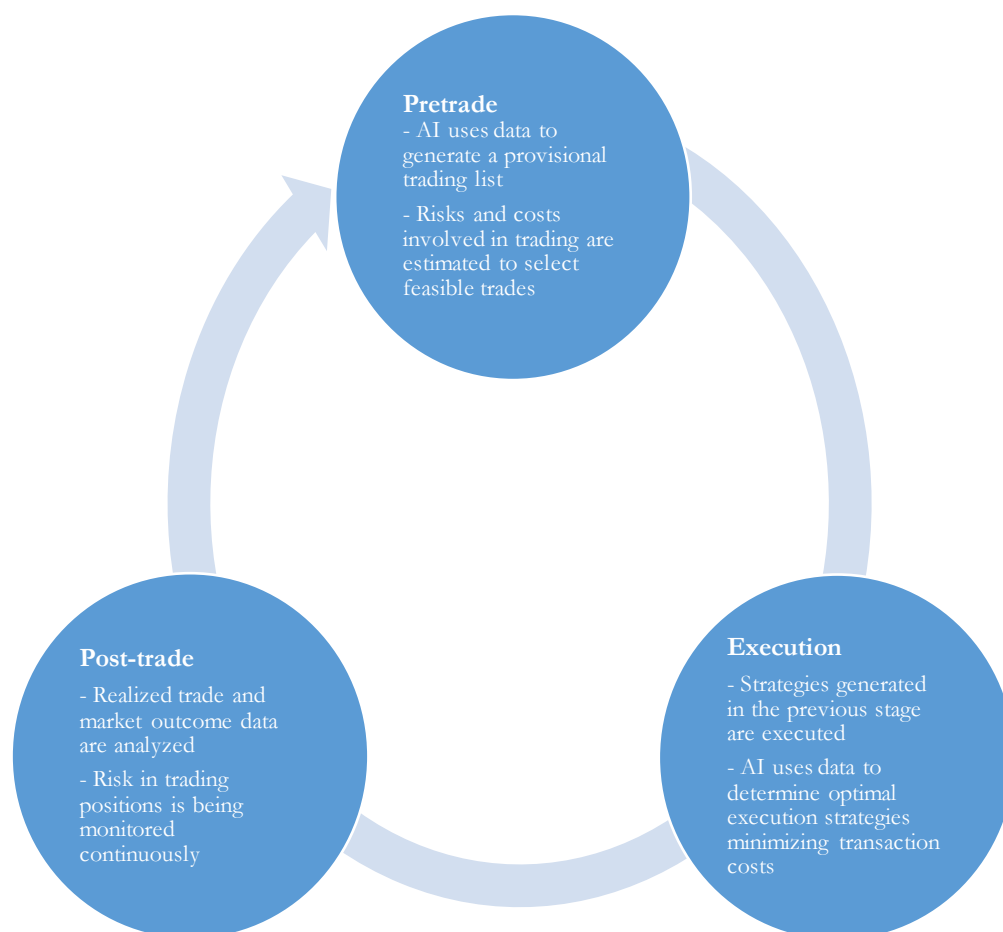 Pretrade
- AI uses data to
generate a provisional
trading list
- Risks and costs
involved in trading are
estimated to select
feasible trades
Execution
- Strategies generated
in the previous stage
are executed
- AI uses data to
determine optimal
execution strategies
minimizing transaction
costs
Post-trade
- Realized trade and
market outcome data
are analyzed
- Risk in trading
positions is being
monitored
continuously